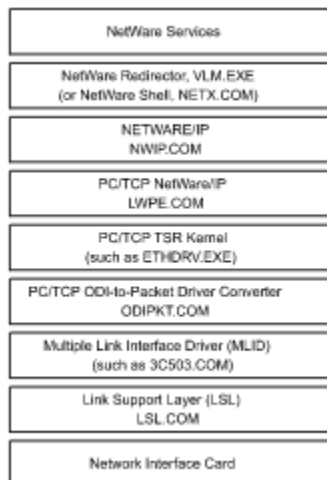 NetWare Services
NetWare Redirector, VLM.EXE
(or NetWare Shell, NETX.COM)
NETWARE/IP
NWIP.COM
PC/TCP NetWare/IP
LWPE.COM
PC/TCP TSR Kernel
(such as ETHDRV.EXE)
PC/TCP ODI-to-Packet Driver Converter
ODIPKT.COM
Multiple Link Interface Driver (MLID)
(such as 3C503.COM)
Link Support Layer (LSL)
LSL.COM
Network Interface Card